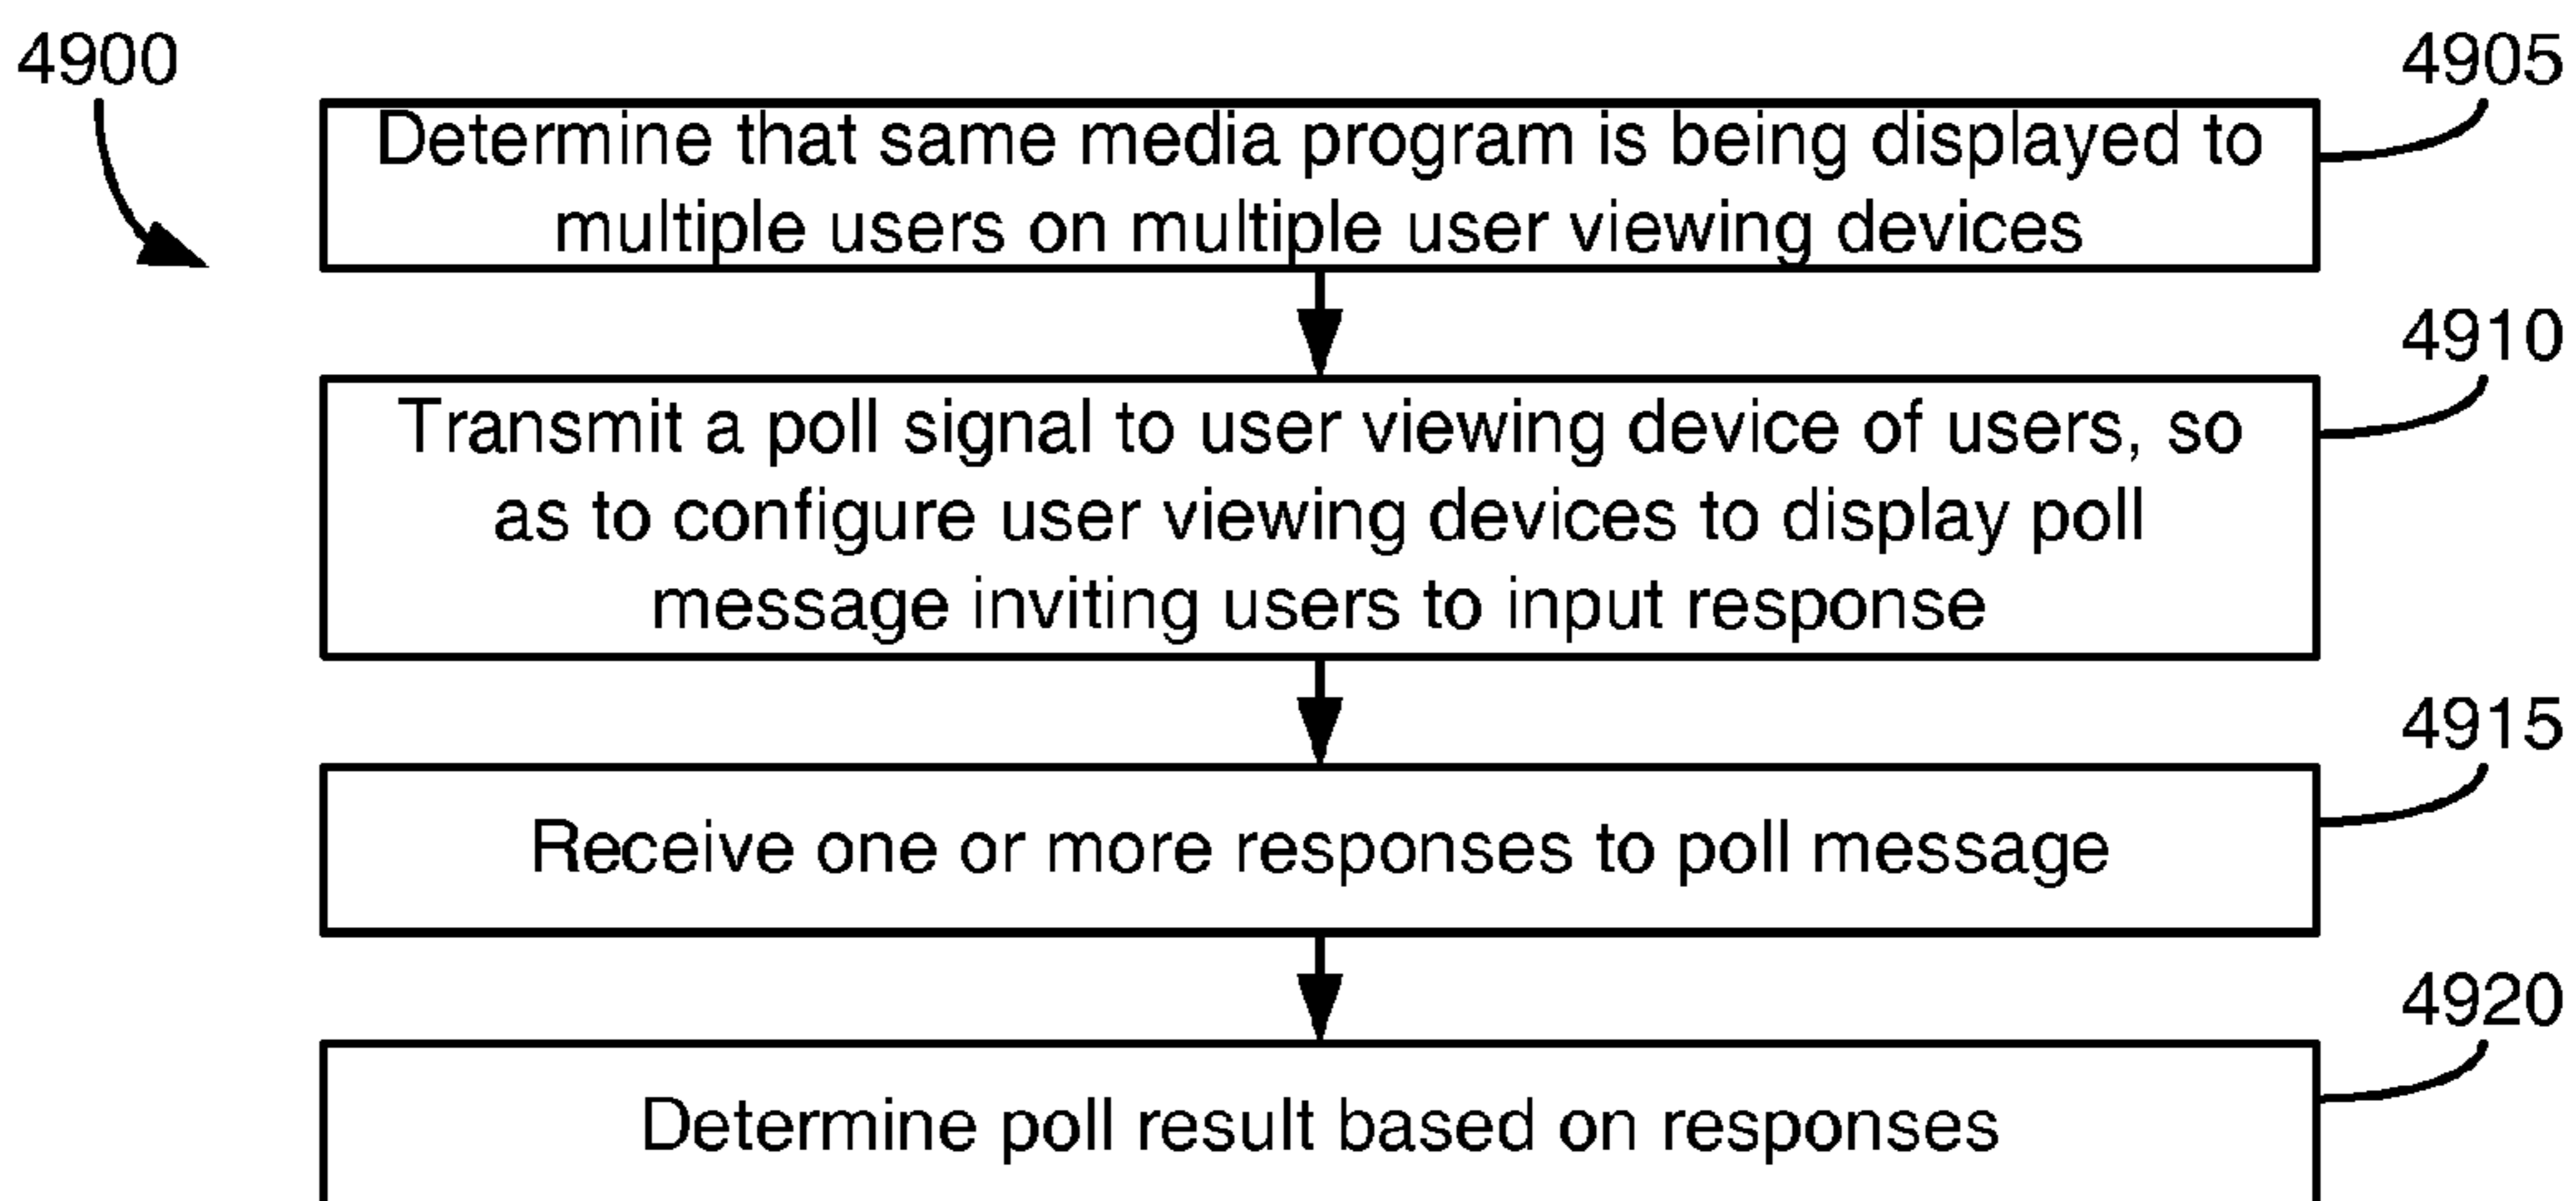 4900
4905
Determine that same media program is being displayed to
multiple users on multiple user viewing devices
4910
Transmit a poll signal to user viewing device of users, so
as to configure user viewing devices to display poll
message inviting users to input response
4915
Receive one or more responses to poll message
4920
Determine poll result based on responses